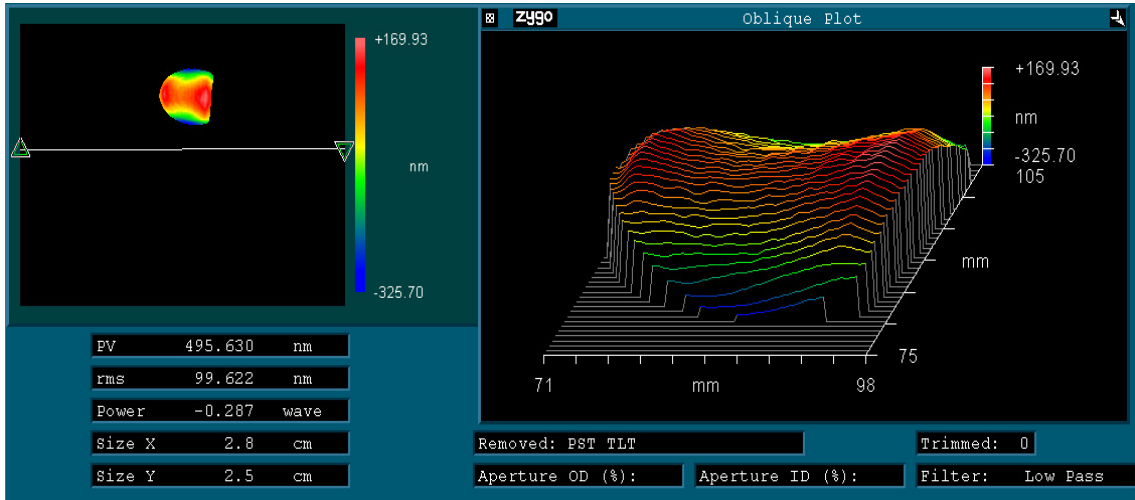 zygo Oblique Plot
+169.93
nm
-325.70
+169.93
nm
-325.70
105
mm
75
71 mm 98
PV 495.630 nm
rms 99.622 nm
Power -0.287 wave
Size X 2.8 cm
Size Y 2.5 cm
Removed: PST TLT Trimmed: 0
Aperture OD (%): Aperture ID (%): Filter: Low Pass